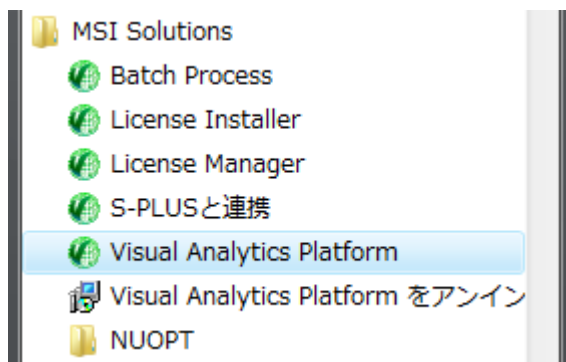 MSI Solutions
Batch Process
License Installer
License Manager
S-PLUSと連携
Visual Analytics Platform
Visual Analytics Platform をアンイン
NUOPT